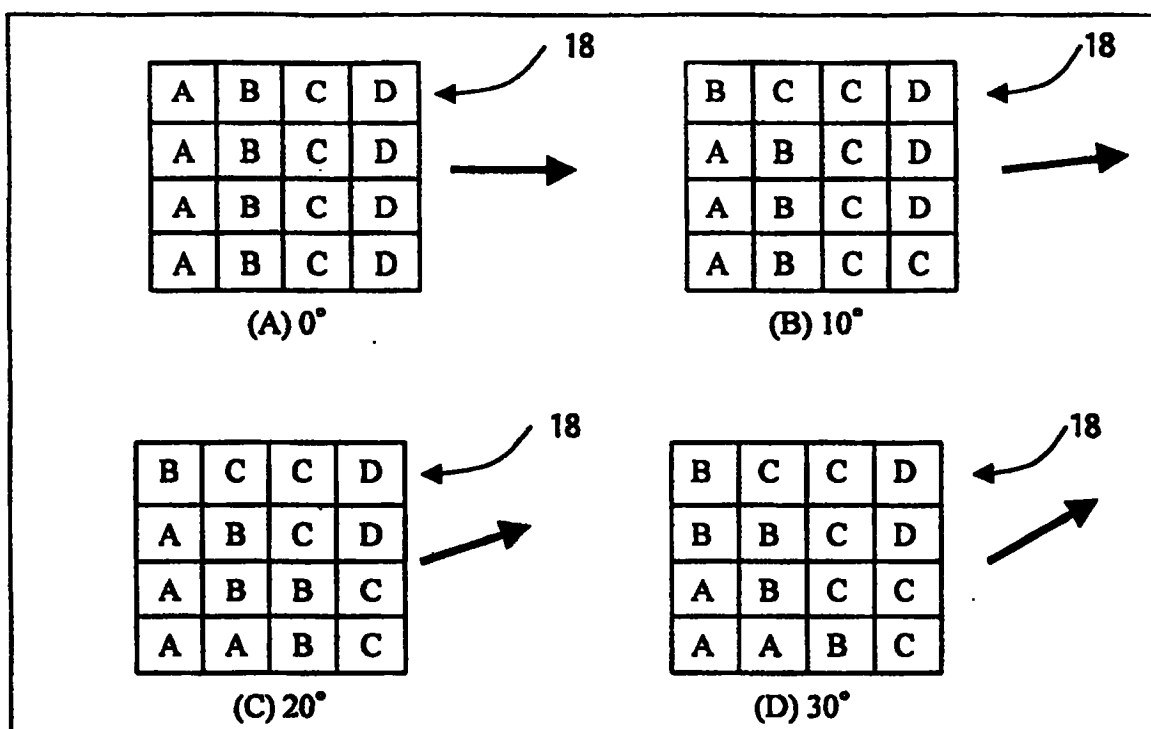 18 18
A B C D B C C D
A B C D A B C D
A B C D A B C D
A B C D A B C C
(A) 0° (B) 10°
18 18
B C C D B C C D
A B C D B B C D
A B B C A B C C
A A B C A A B C
(C) 20° (D) 30°